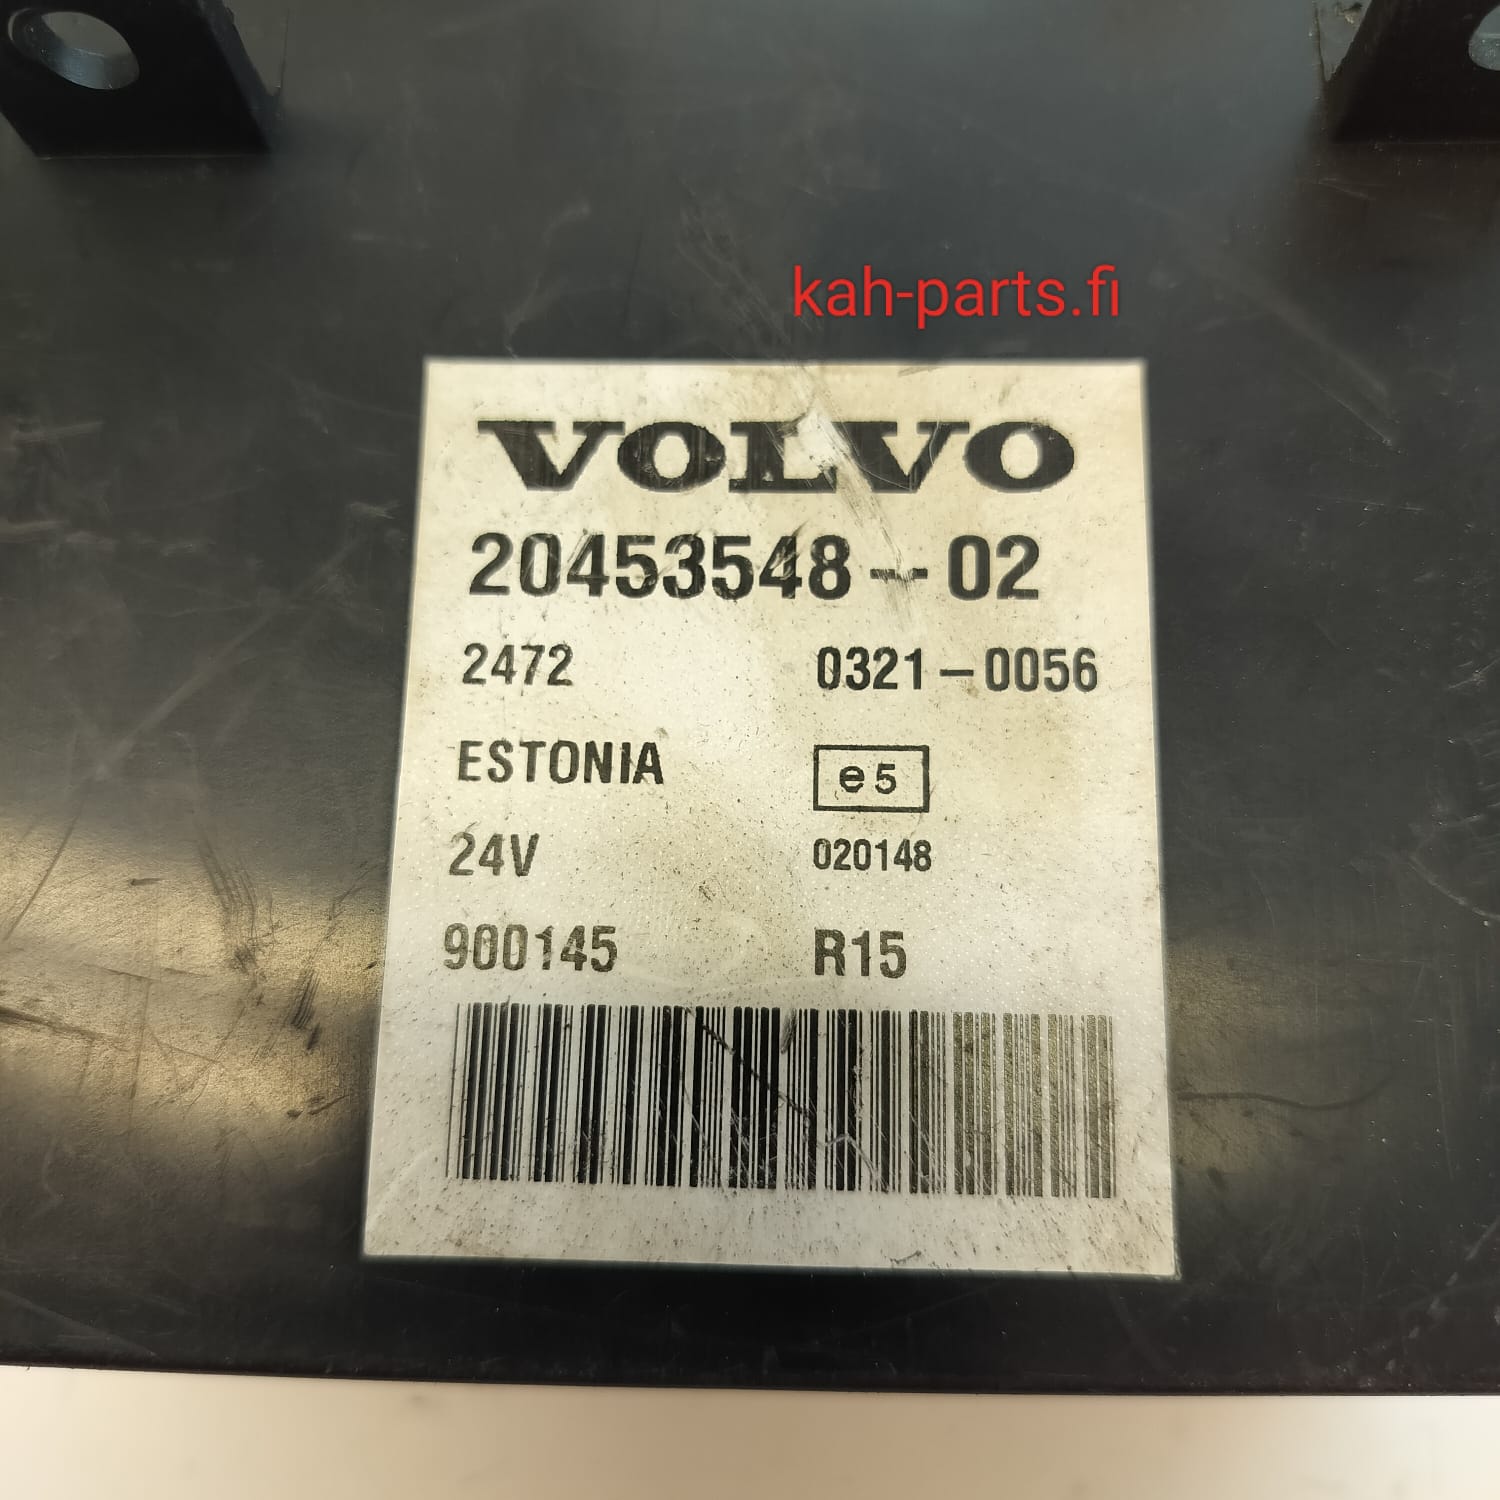 kah-parts.fi
VOLVO
20453548-02
2472 0321-0056
ESTONIA e5
24V 020148
900145 R15